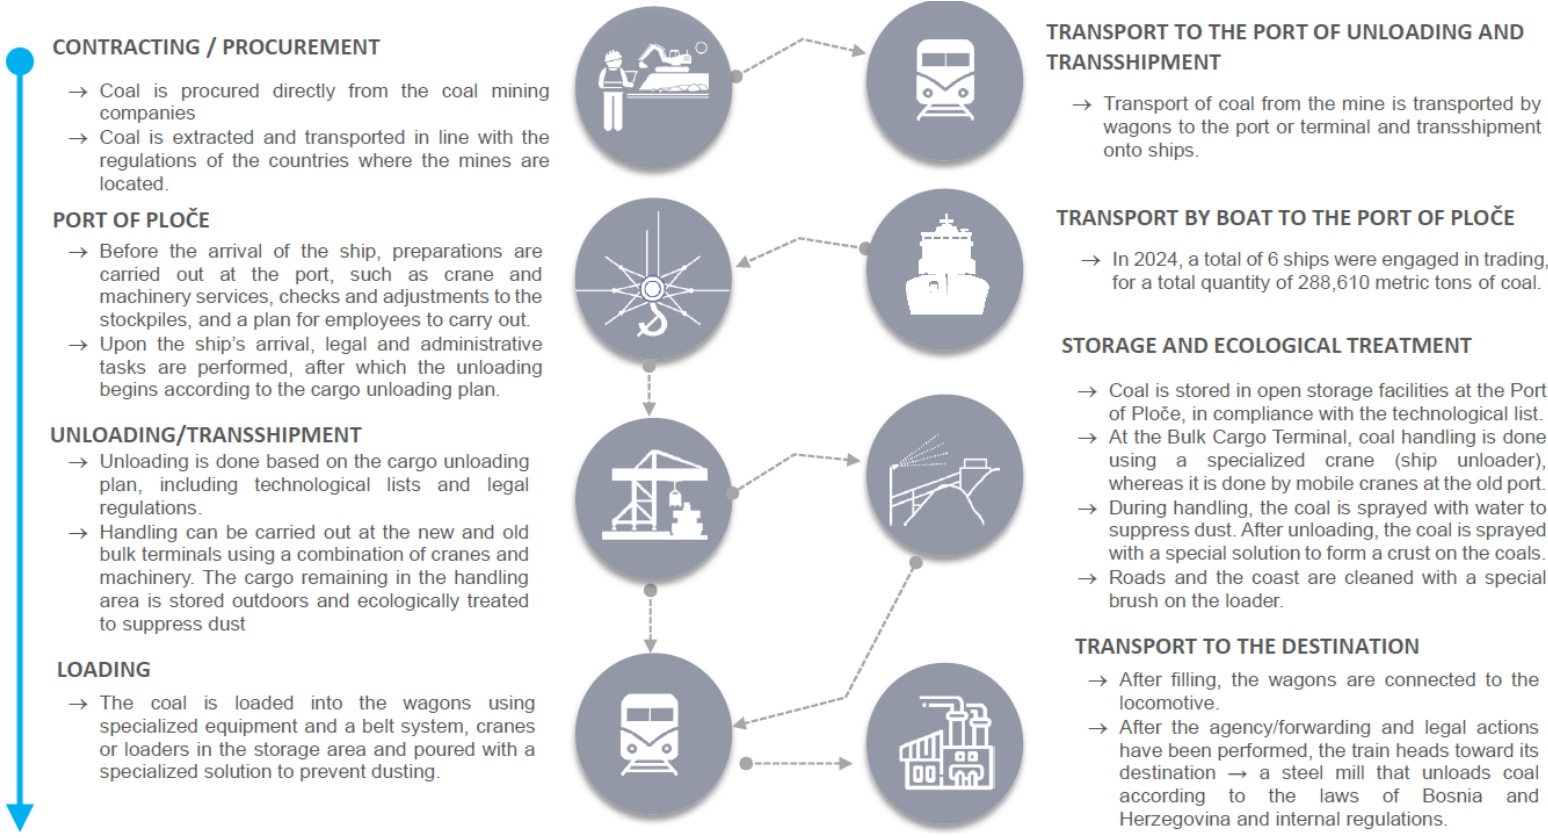 CONTRACTING / PROCUREMENT
→ Coal is procured directly from the coal mining
companies
→ Coal is extracted and transported in line with the
regulations of the countries where the mines are
located.
TRANSPORT TO THE PORT OF UNLOADING AND
TRANSSHIPMENT
→ Transport of coal from the mine is transported by
wagons to the port or terminal and transshipment
onto ships.
PORT OF PLOČE
→ Before the arrival of the ship, preparations are
carried out at the port, such as crane and
machinery services, checks and adjustments to the
stockpiles, and a plan for employees to carry out.
→ Upon the ship's arrival, legal and administrative
tasks are performed, after which the unloading
begins according to the cargo unloading plan.
TRANSPORT BY BOAT TO THE PORT OF PLOČE
→ In 2024, a total of 6 ships were engaged in trading,
for a total quantity of 288,610 metric tons of coal.
UNLOADING/TRANSSHIPMENT
→ Unloading is done based on the cargo unloading
plan, including technological lists and legal
regulations.
→ Handling can be carried out at the new and old
bulk terminals using a combination of cranes and
machinery. The cargo remaining in the handling
area is stored outdoors and ecologically treated
to suppress dust
STORAGE AND ECOLOGICAL TREATMENT
→ Coal is stored in open storage facilities at the Port
of Ploče, in compliance with the technological list.
→ At the Bulk Cargo Terminal, coal handling is done
using a specialized crane (ship unloader),
whereas it is done by mobile cranes at the old port.
→ During handling, the coal is sprayed with water to
suppress dust. After unloading, the coal is sprayed
with a special solution to form a crust on the coals.
→ Roads and the coast are cleaned with a special
brush on the loader.
LOADING
→ The coal is loaded into the wagons using
specialized equipment and a belt system, cranes
or loaders in the storage area and poured with a
specialized solution to prevent dusting.
TRANSPORT TO THE DESTINATION
→ After filling, the wagons are connected to the
locomotive.
→ After the agency/forwarding and legal actions
have been performed, the train heads toward its
destination → a steel mill that unloads coal
according to the laws of Bosnia and
Herzegovina and internal regulations.